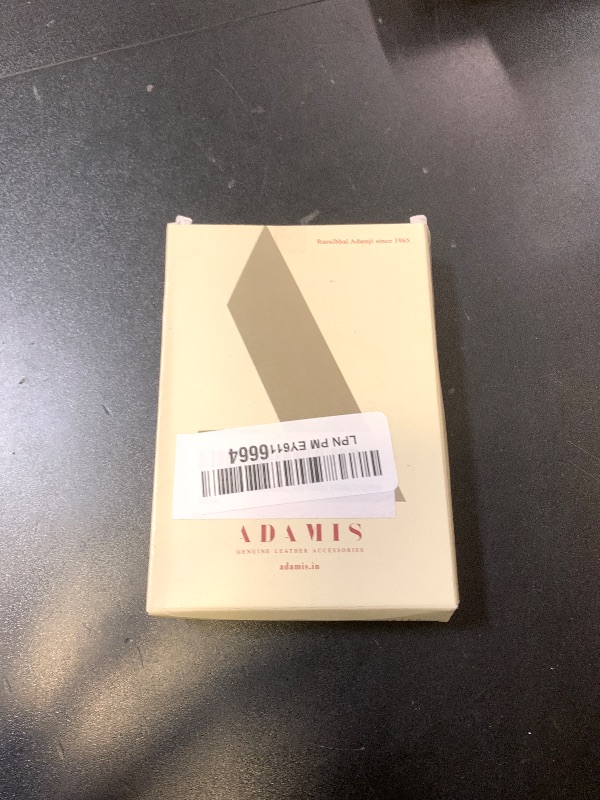 Rasulbhai Adamji since 1965
LPN PM EY6116664
ADAMIS
GENUINE LEATHER ACCESSORIES
adamis.in